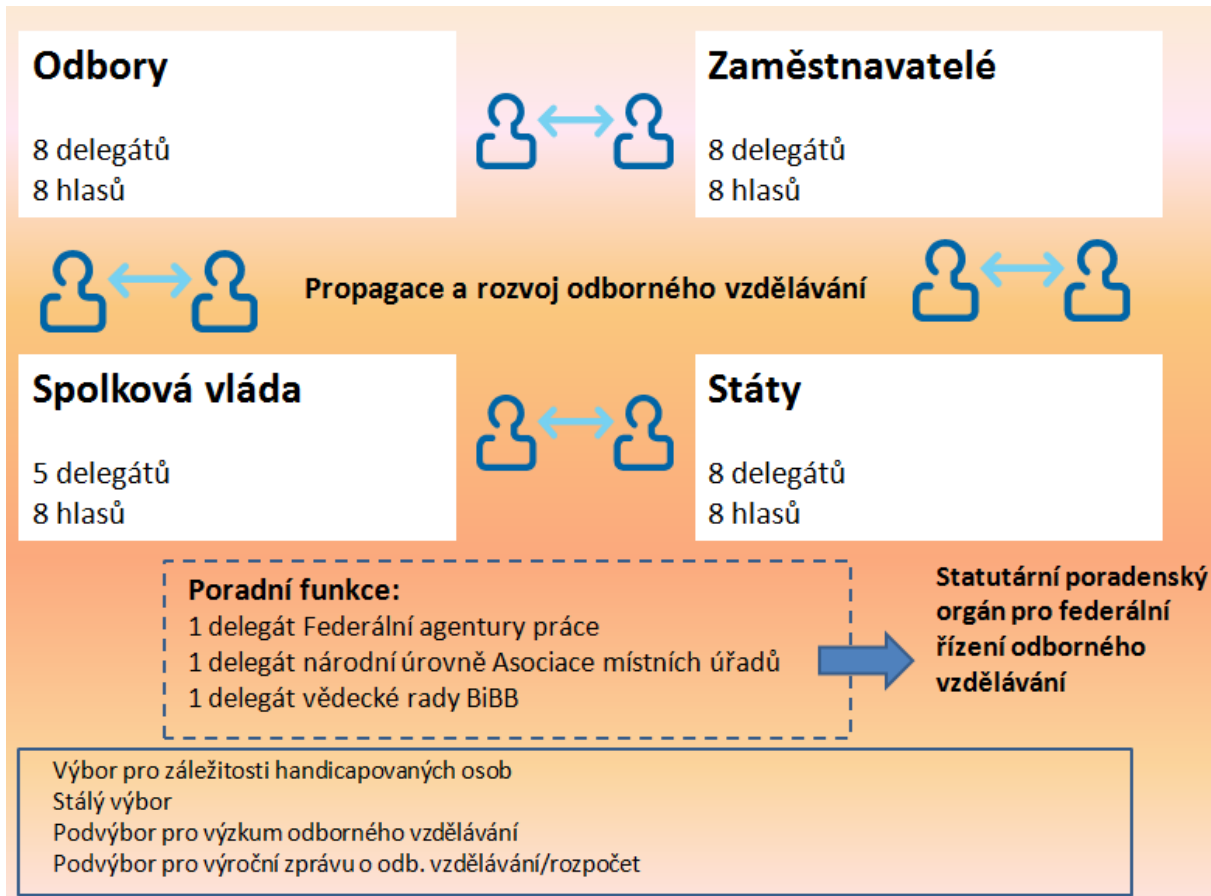 Odbory
8 delegátů
8 hlasů
Zaměstnavatelé
8 delegátů
8 hlasů
Propagace a rozvoj odborného vzdělávání
Spolková vláda
5 delegátů
8 hlasů
Státy
8 delegátů
8 hlasů
Poradní funkce:
1 delegát Federální agentury práce
1 delegát národní úrovně Asociace místních úřadů
1 delegát vědecké rady BiBB
Statutární poradenský
orgán pro federální
řízení odborného
vzdělávání
Výbor pro záležitosti handicapovaných osob
Stálý výbor
Podvýbor pro výzkum odborného vzdělávání
Podvýbor pro výroční zprávu o odb. vzdělávání/rozpočet